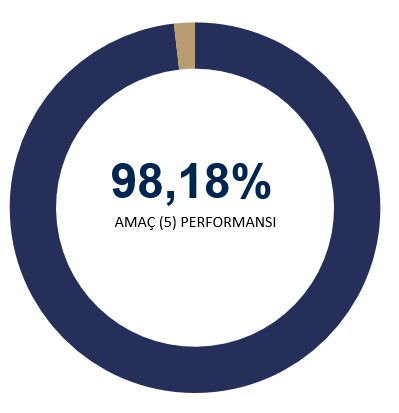 98,18%
AMAÇ (5) PERFORMANSI